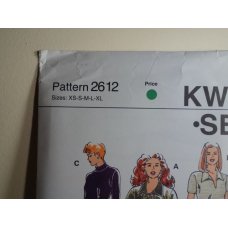 Pattern 2612
Price
Sizes: XS-S-M-L-XL
KW
•SE
C
A